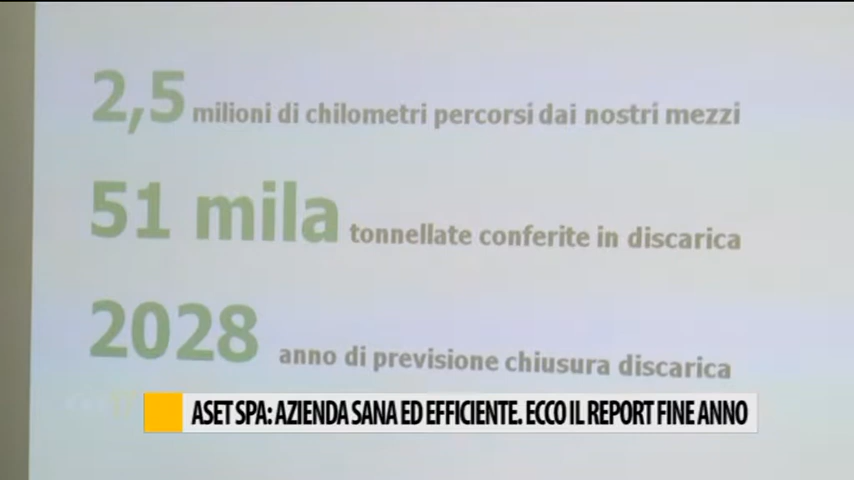 2,5 milioni di chilometri percorsi dai nostri mezzi
51 mila tonnellate conferite in discarica
2028 anno di previsione chiusura discarica
ASET SPA: AZIENDA SANA ED EFFICIENTE. ECCO IL REPORT FINE ANNO